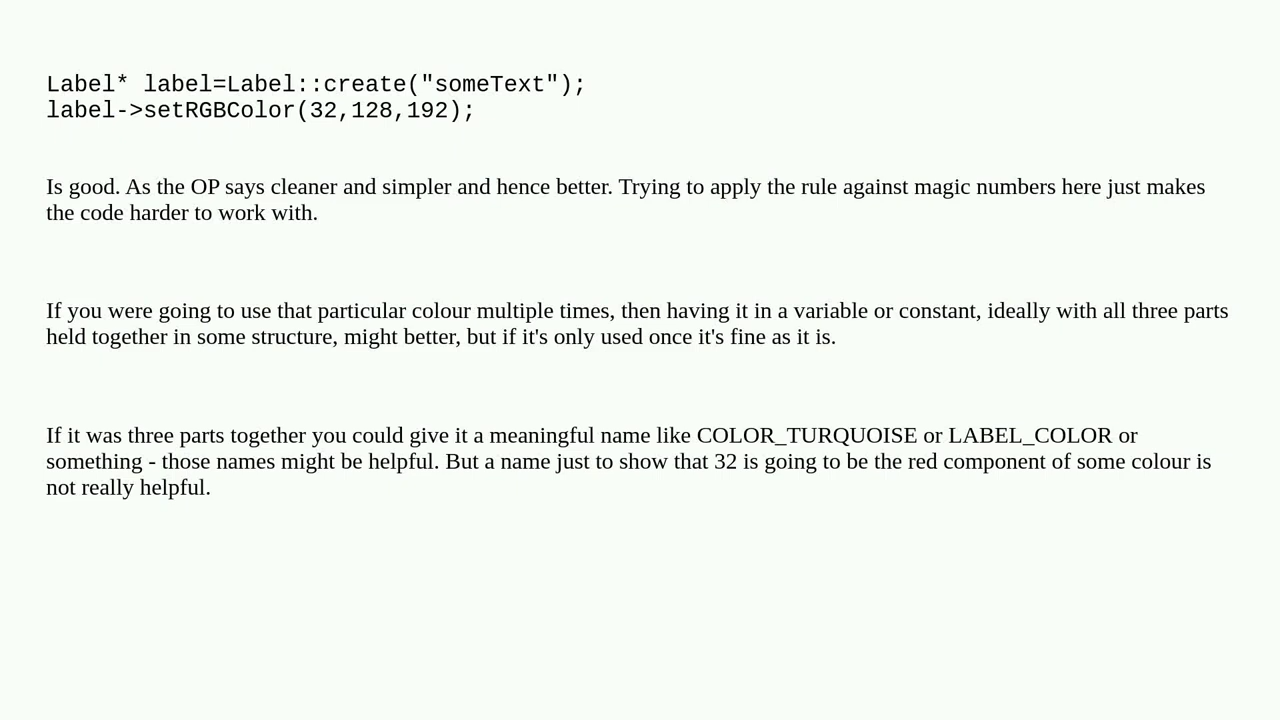 Label* label=Label::create("someText");
label->setRGBColor(32,128,192);
Is good. As the OP says cleaner and simpler and hence better. Trying to apply the rule against magic numbers here just makes
the code harder to work with.
If you were going to use that particular colour multiple times, then having it in a variable or constant, ideally with all three parts
held together in some structure, might better, but if it's only used once it's fine as it is.
If it was three parts together you could give it a meaningful name like COLOR_TURQUOISE or LABEL_COLOR or
something - those names might be helpful. But a name just to show that 32 is going to be the red component of some colour is
not really helpful.